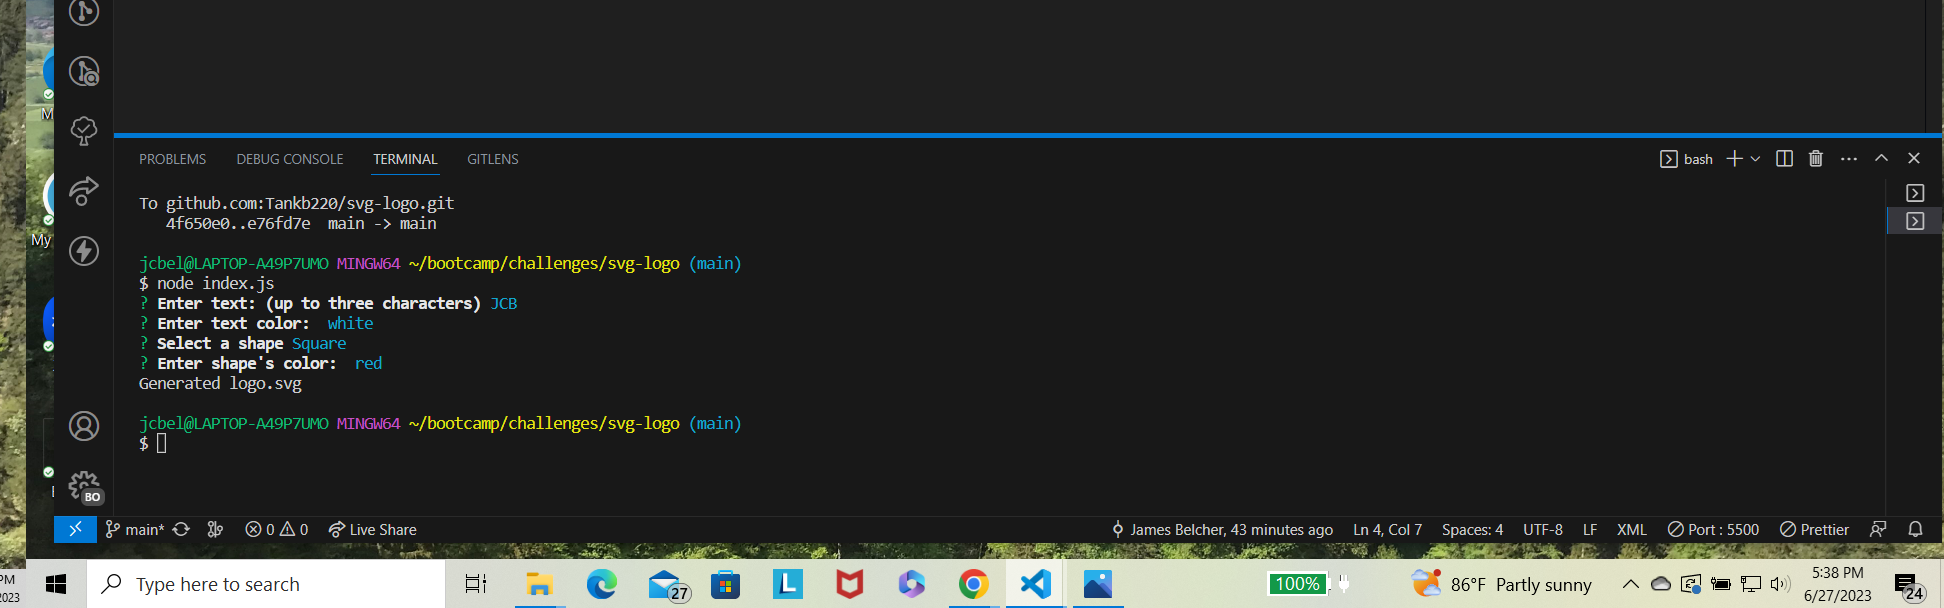 PROBLEMS DEBUG CONSOLE TERMINAL GITLENS
bash
To github.com:Tankb220/svg-logo.git
4f650e0..e76fd7e main -> main
jcbel@LAPTOP-A49P7UMO MINGW64 ~/bootcamp/challenges/svg-logo (main)
$ node index.js
? Enter text: (up to three characters) JCB
? Enter text color: white
? Select a shape Square
? Enter shape's color: red
Generated logo.svg
jcbel@LAPTOP-A49P7UMO MINGW64 ~/bootcamp/challenges/svg-logo (main)
$
M
My
BO
main* 0 0 Live Share James Belcher, 43 minutes ago Ln 4, Col 7 Spaces: 4 UTF-8 LF XML Port : 5500 Prettier
PM
2023
Type here to search
27
L
100%
86°F Partly sunny
5:38 PM
6/27/2023
24